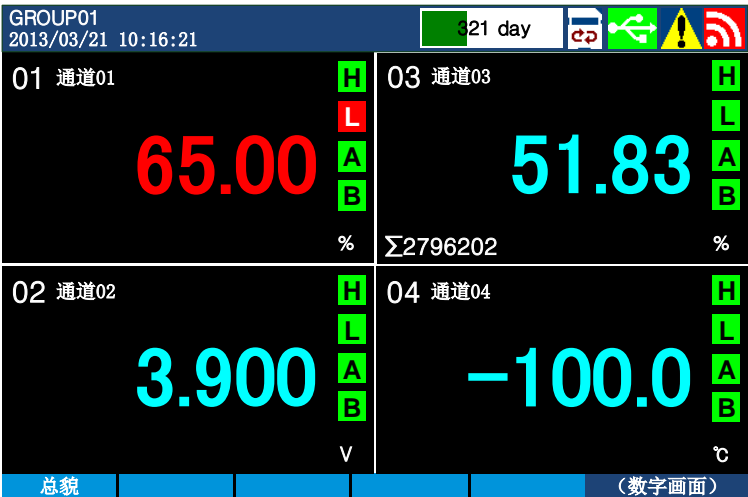 GROUP01
2013/03/21 10:16:21
321 day
01 通道01
H
L
A
B
65.00
%
03 通道03
H
L
A
B
51.83
∑2796202
%
02 通道02
H
L
A
B
3.900
V
04 通道04
H
L
A
B
-100.0
℃
总貌
(数字画面)